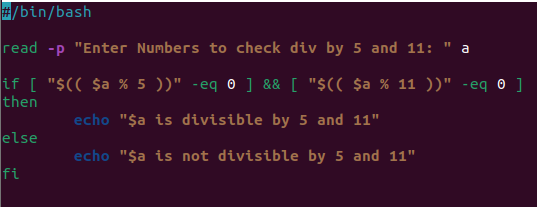 #/bin/bash
read -p "Enter Numbers to check div by 5 and 11: " a
if [ "$(( $a % 5 ))" -eq 0 ] && [ "$(( $a % 11 ))" -eq 0 ]
then
echo "$a is divisible by 5 and 11"
else
echo "$a is not divisible by 5 and 11"
fi